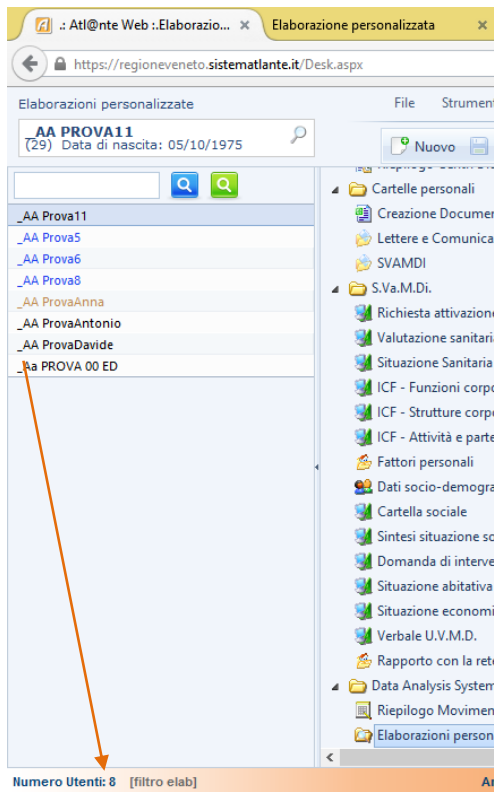 .: Atl@nte Web :.Elaborazio... ×
Elaborazione personalizzata ×
https://regioneveneto.sistematlante.it/Desk.aspx
Elaborazioni personalizzate
_AA PROVA11
(29) Data di nascita: 05/10/1975
File Strument
Nuovo
_AA Prova11
_AA Prova5
_AA Prova6
_AA Prova8
_AA ProvaAnna
_AA ProvaAntonio
_AA ProvaDavide
_Aa PROVA 00 ED
Cartelle personali
Creazione Documen
Lettere e Comunica
SVAMDI
S.Va.M.Di.
Richiesta attivazione
Valutazione sanitaria
Situazione Sanitaria
ICF - Funzioni corpo
ICF - Strutture corpo
ICF - Attività e parte
Fattori personali
Dati socio-demogra
Cartella sociale
Sintesi situazione so
Domanda di interve
Situazione abitativa
Situazione economi
Verbale U.V.M.D.
Rapporto con la rete
Data Analysis System
Riepilogo Movimen
Elaborazioni person
Numero Utenti: 8 [filtro elab]
An